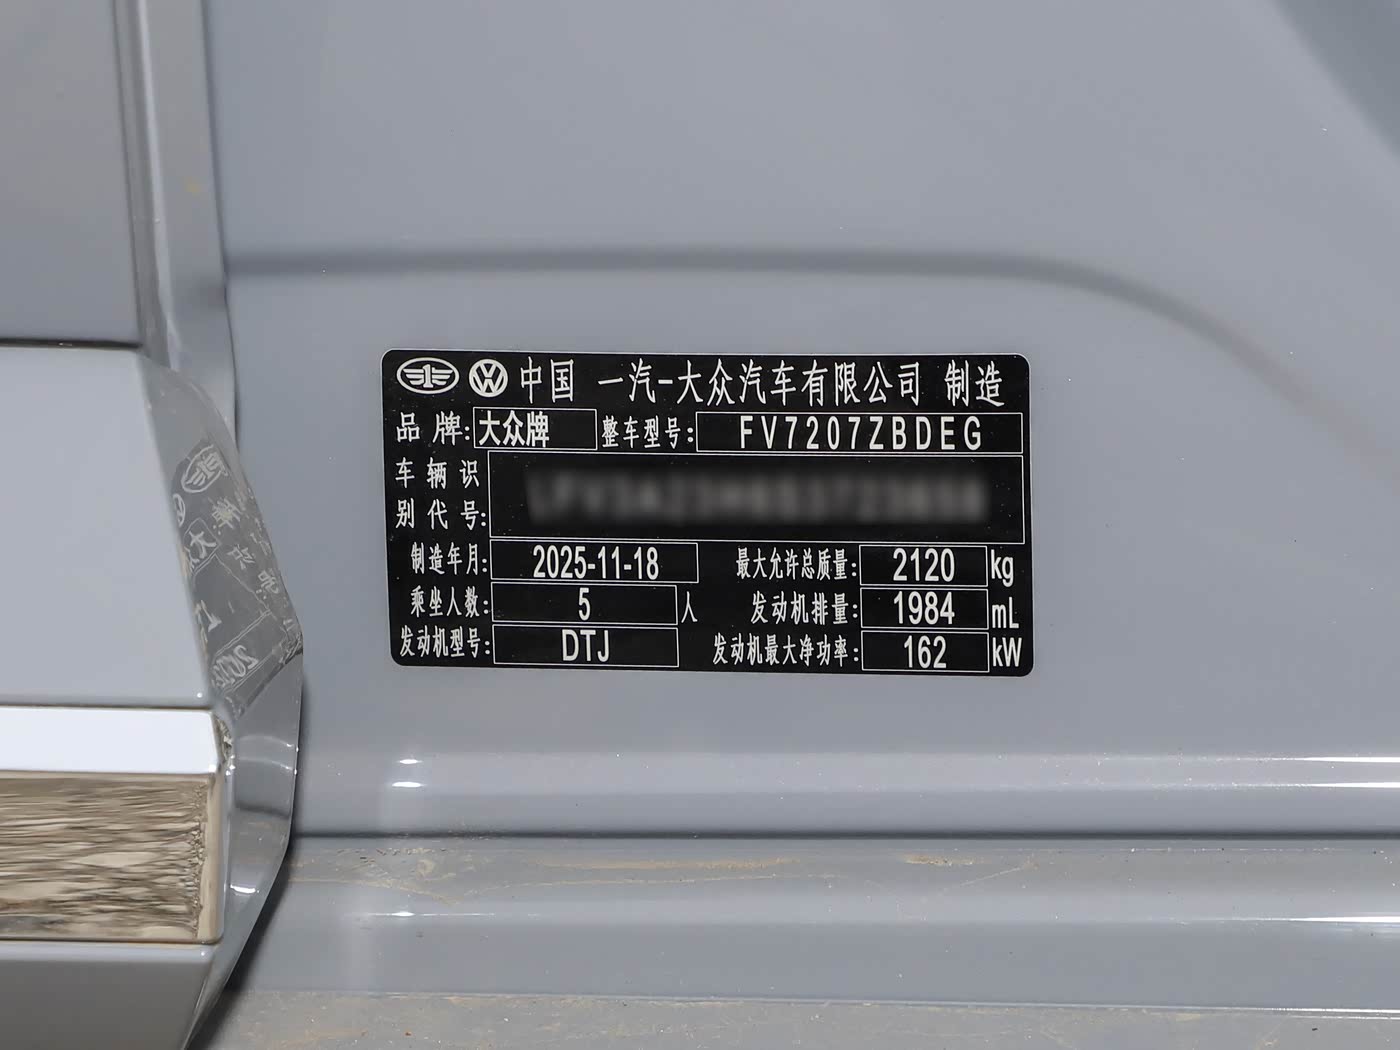 中国 一汽-大众汽车有限公司 制造
品牌: 大众牌 整车型号: FV7207ZBDEG
车辆识
别代号:
制造年月: 2025-11-18 最大允许总质量: 2120 kg
乘坐人数: 5 人 发动机排量: 1984 mL
发动机型号: DTJ 发动机最大净功率: 162 kW